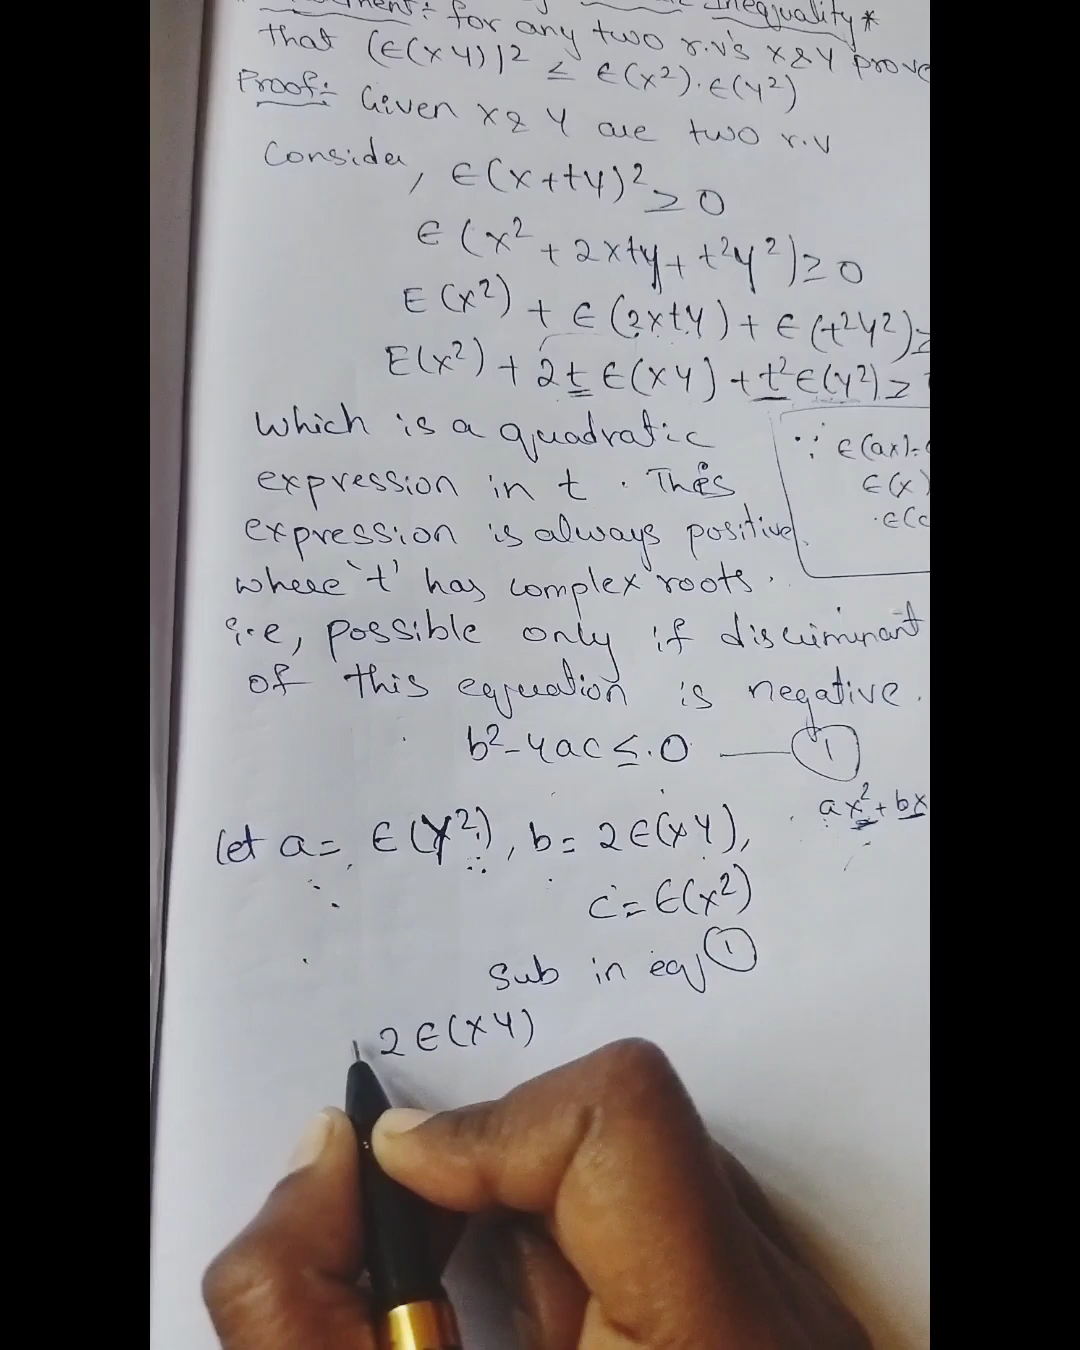 Inequality *
for any two r.v's X & Y prove
that (E(XY))² ≤ E(X²).E(Y²)
Proof:- Given X & Y are two r.v
Consider, E(X+tY)² ≥ 0
E(X² + 2XtY + t²Y²) ≥ 0
E(X²) + E(2XtY) + E(t²Y²) ≥
E(X²) + 2t E(XY) + t²E(Y²) ≥
which is a quadratic
expression in t. This
expression is always positive
where 't' has complex roots.
i.e, possible only if discriminant
of this equation is negative.
∵ E(ax)=
E(X)
E(c
b²-4ac ≤ 0 — ①
ax²+bx
let a = E(Y²), b = 2E(XY),
c = E(X²)
Sub in eq ①
2E(XY)